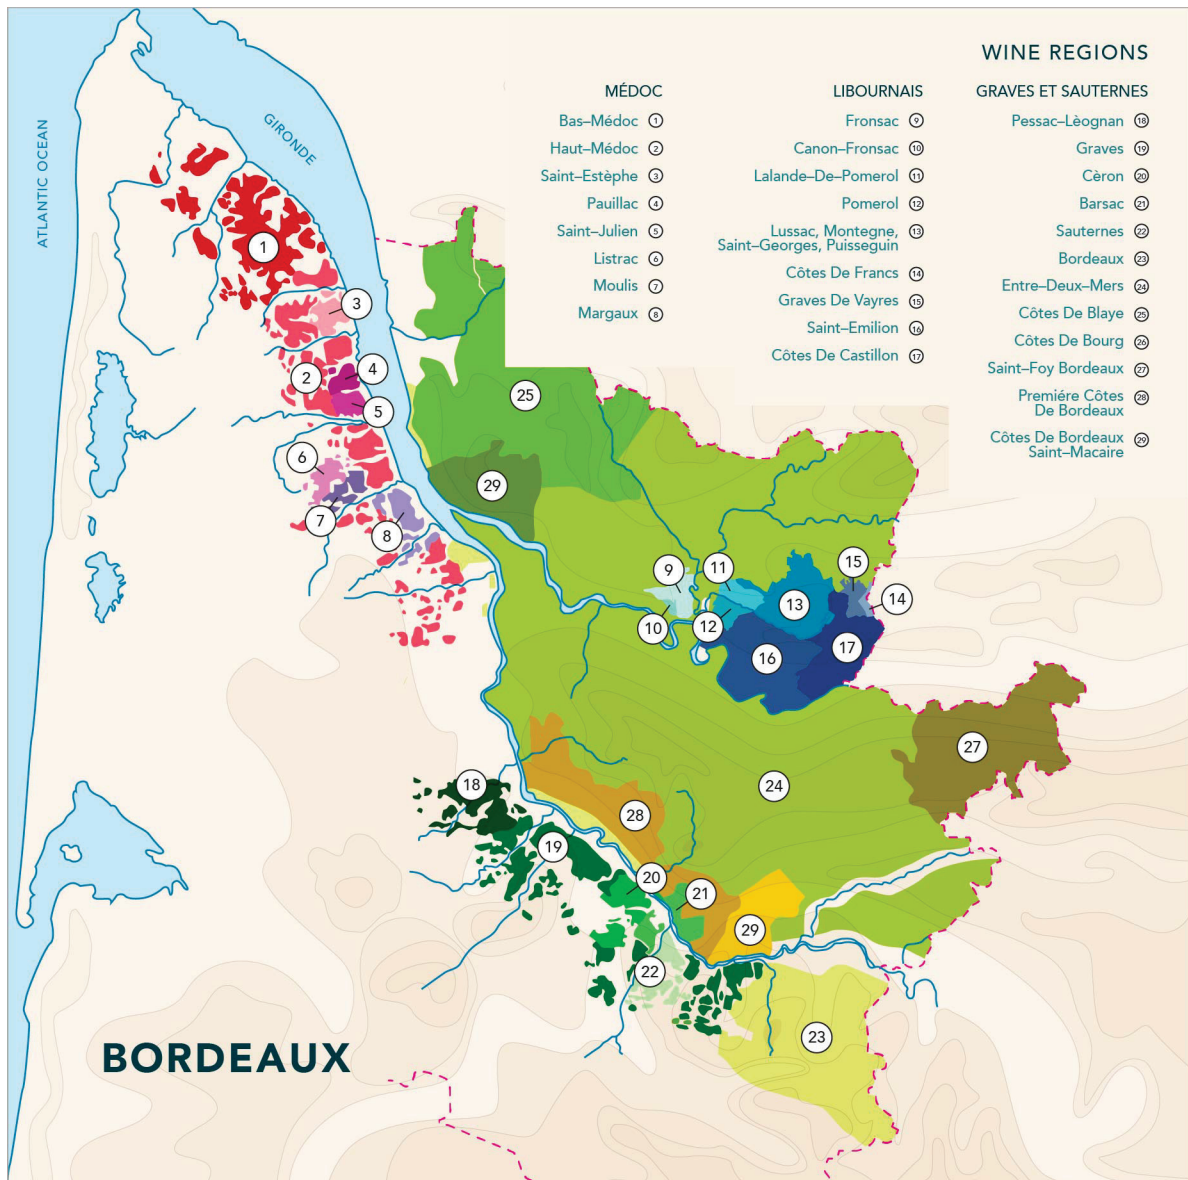 WINE REGIONS
MÉDOC
Bas–Médoc 1
Haut–Médoc 2
Saint–Estèphe 3
Pauillac 4
Saint–Julien 5
Listrac 6
Moulis 7
Margaux 8
LIBOURNAIS
Fronsac 9
Canon–Fronsac 10
Lalande–De–Pomerol 11
Pomerol 12
Lussac, Montegne, 13
Saint–Georges, Puisseguin
Côtes De Francs 14
Graves De Vayres 15
Saint–Emilion 16
Côtes De Castillon 17
GRAVES ET SAUTERNES
Pessac–Lèognan 18
Graves 19
Cèron 20
Barsac 21
Sauternes 22
Bordeaux 23
Entre–Deux–Mers 24
Côtes De Blaye 25
Côtes De Bourg 26
Saint–Foy Bordeaux 27
Premiére Côtes 28
De Bordeaux
Côtes De Bordeaux 29
Saint–Macaire
ATLANTIC OCEAN
GIRONDE
1
3
2
4
5
25
6
29
7
8
9
11
15
10
12
13
14
16
17
27
18
24
28
19
20
21
29
22
23
BORDEAUX